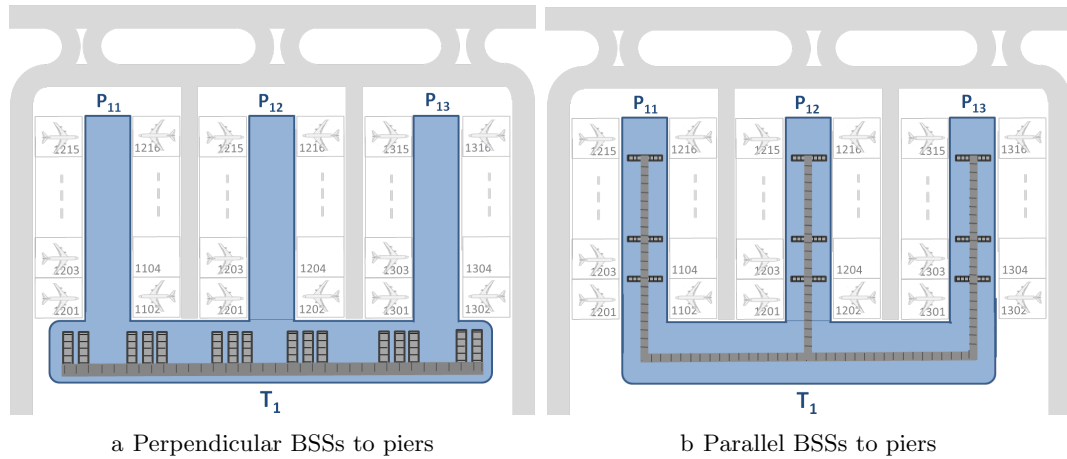 P11 P12 P13
1215 1216 1215 1216 1315 1316
1203 1104 1203 1204 1303 1304
1201 1102 1201 1202 1301 1302
T1
a Perpendicular BSSs to piers
P11 P12 P13
1215 1216 1215 1216 1315 1316
1203 1104 1203 1204 1303 1304
1201 1102 1201 1202 1301 1302
T1
b Parallel BSSs to piers